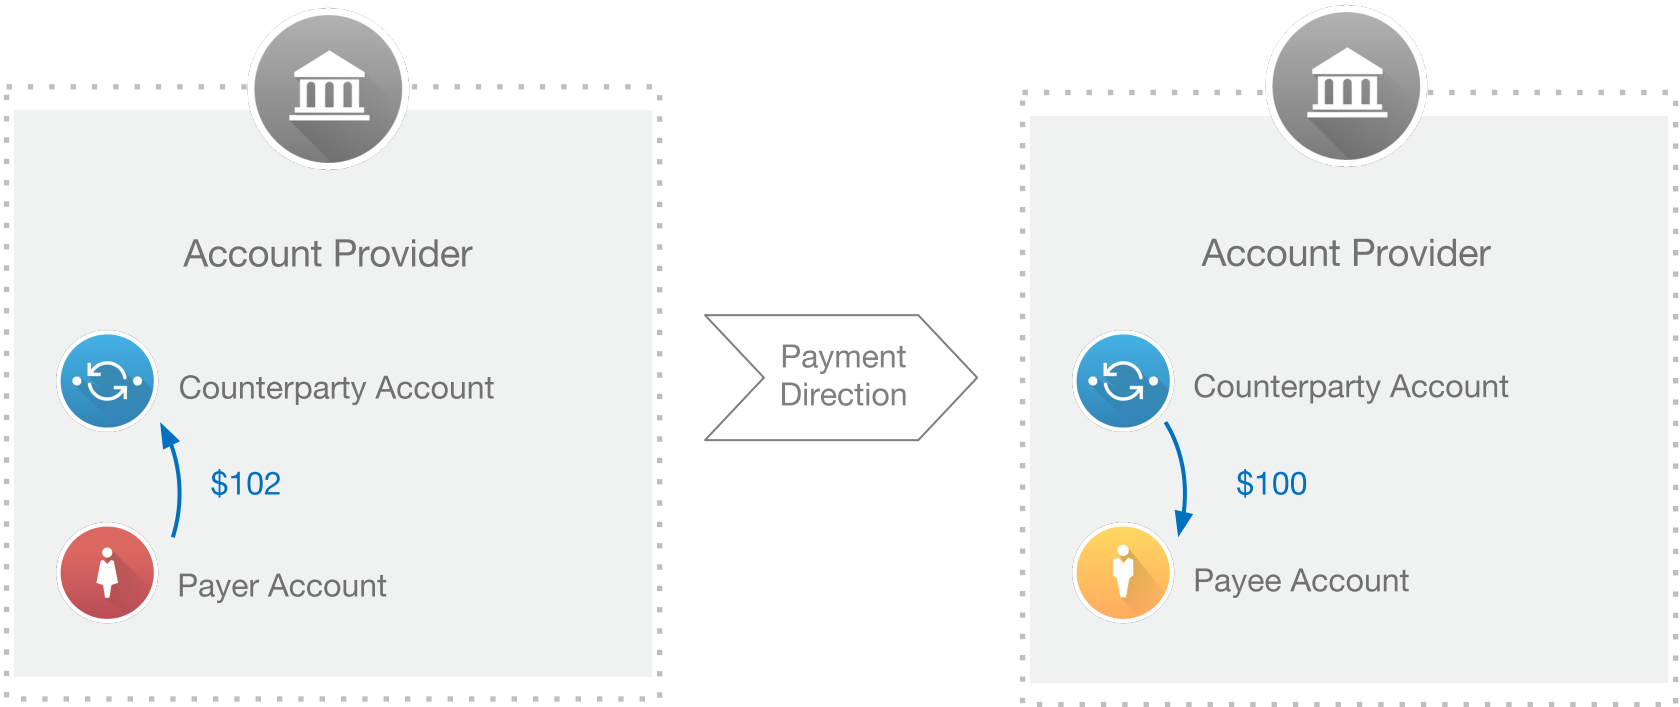 Account Provider
Counterparty Account
$102
Payer Account
Payment
Direction
Account Provider
Counterparty Account
$100
Payee Account